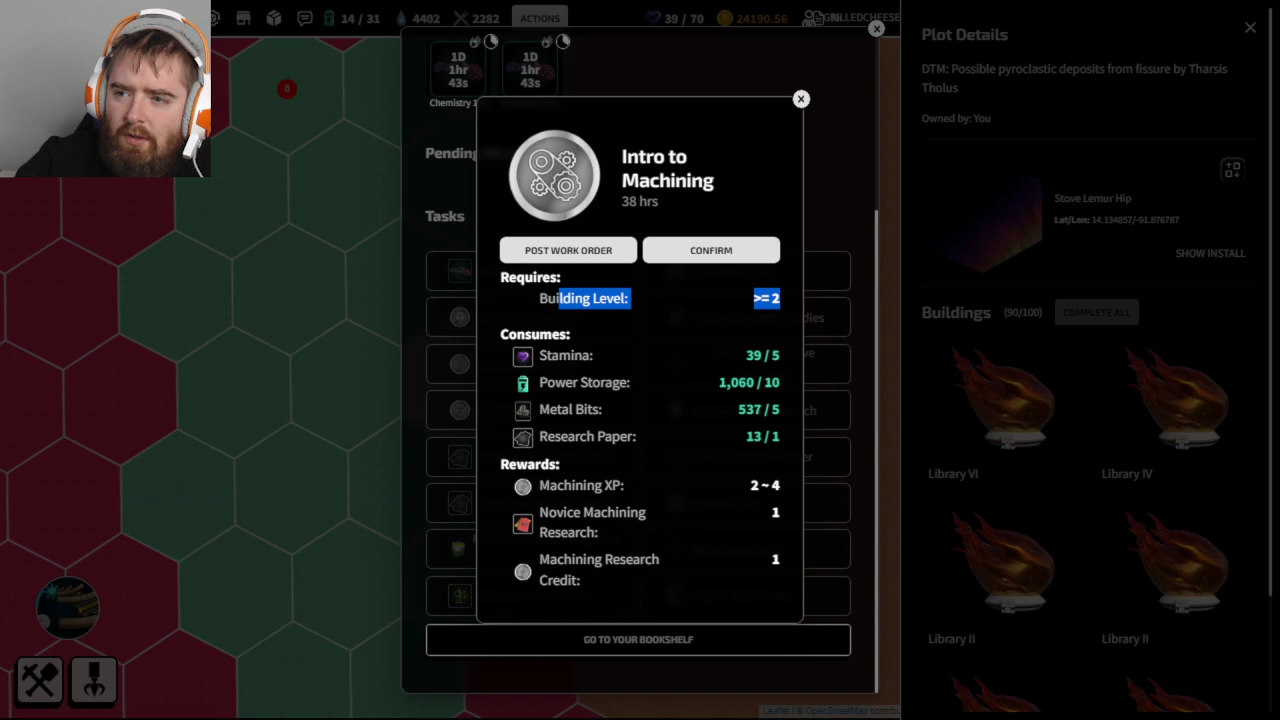 14 / 31
4402
2282
ACTIONS
39 / 70
24190.56
1D
1hr
43s
1D
1hr
43s
Chemistry 1
6
Pending
Tasks
Intro to
Machining
38 hrs
POST WORK ORDER
CONFIRM
Requires:
Building Level: >= 2
Consumes:
Stamina: 39 / 5
Power Storage: 1,060 / 10
Metal Bits: 537 / 5
Research Paper: 13 / 1
Rewards:
Machining XP: 2 ~ 4
Novice Machining
Research: 1
Machining Research
Credit: 1
GO TO YOUR BOOKSHELF
Plot Details
DTM: Possible pyroclastic deposits from fissure by Tharsis
Tholus
Owned by: You
Stove Lemur Hip
Lat/Lon: 14.134857/-91.876787
SHOW INSTALL
Buildings (90/100) COMPLETE ALL
Library VI
Library IV
Library II
Library II
Leaflet | © OpenStreetMap contrib